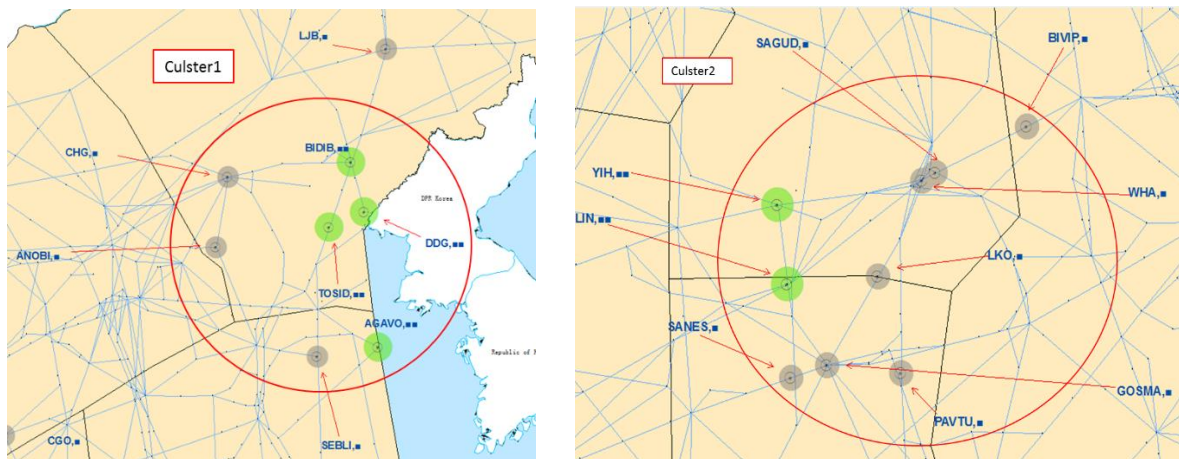 LJB,■
Culster1
CHG,■
BIDIB,■■
DPR Korea
DDG,■■
ANOBI,■
TOSID,■■
AGAVO,■■
Republic of
CGO,■
SEBLI,■
SAGUD,■
BIVIP,■
Culster2
YIH,■■
WHA,■
LIN,■■
LKO,■
SANES,■
GOSMA,■
PAVTU,■